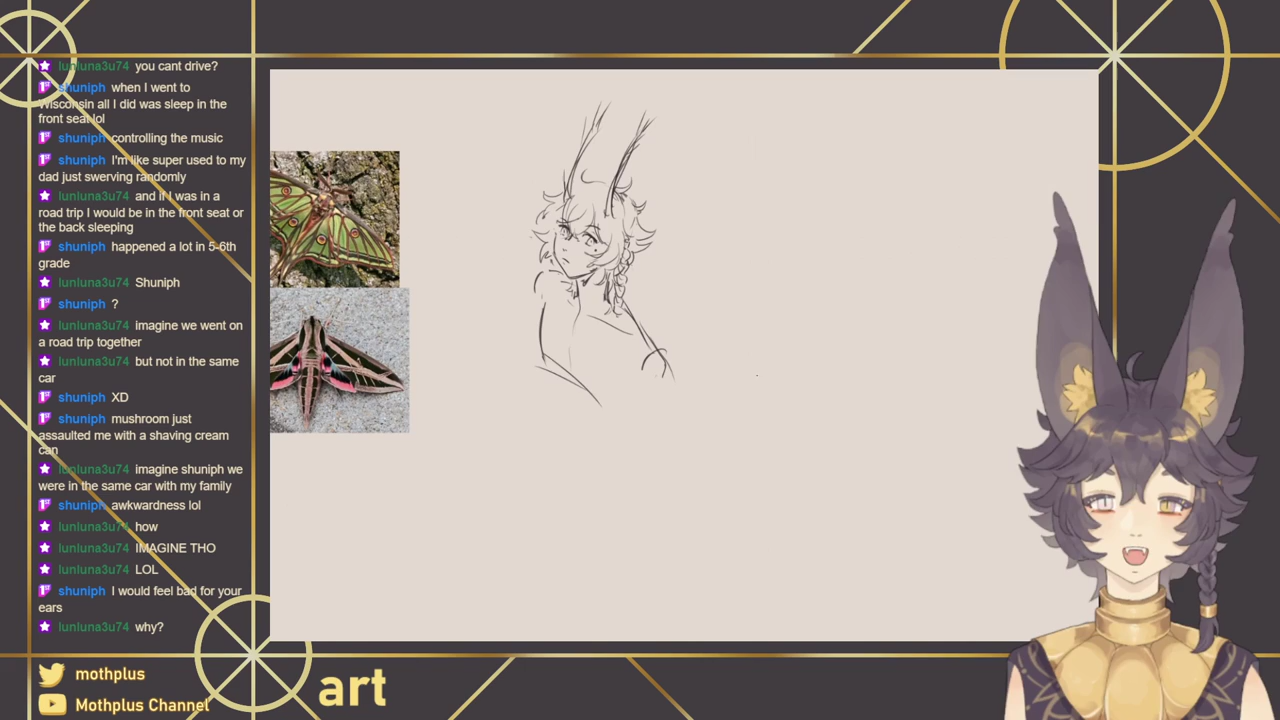 lunluna3u74 you cant drive?
shuniph when I went to
Wisconsin all I did was sleep in the
front seat lol
shuniph controlling the music
shuniph I'm like super used to my
dad just swerving randomly
lunluna3u74 and if I was in a
road trip I would be in the front seat or
the back sleeping
shuniph happened a lot in 5-6th
grade
lunluna3u74 Shuniph
shuniph ?
lunluna3u74 imagine we went on
a road trip together
lunluna3u74 but not in the same
car
shuniph XD
shuniph mushroom just
assaulted me with a shaving cream
can
lunluna3u74 imagine shuniph we
were in the same car with my family
shuniph awkwardness lol
lunluna3u74 how
lunluna3u74 IMAGINE THO
lunluna3u74 LOL
shuniph I would feel bad for your
ears
lunluna3u74 why?
mothplus
Mothplus Channel
art